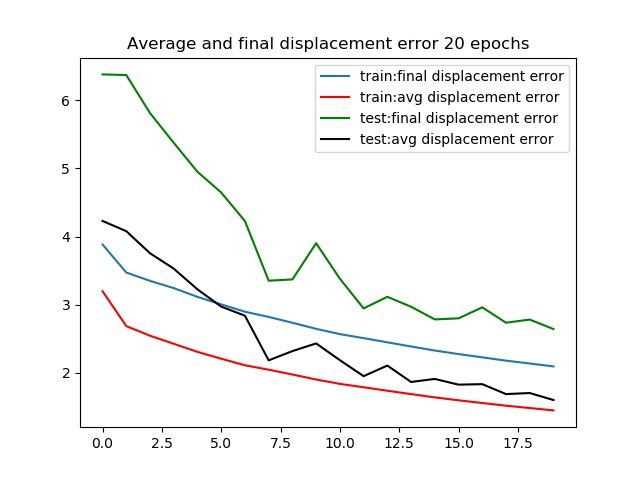 Average and final displacement error 20 epochs
train:final displacement error
train:avg displacement error
test:final displacement error
test:avg displacement error
6
5
4
3
2
0.0 2.5 5.0 7.5 10.0 12.5 15.0 17.5